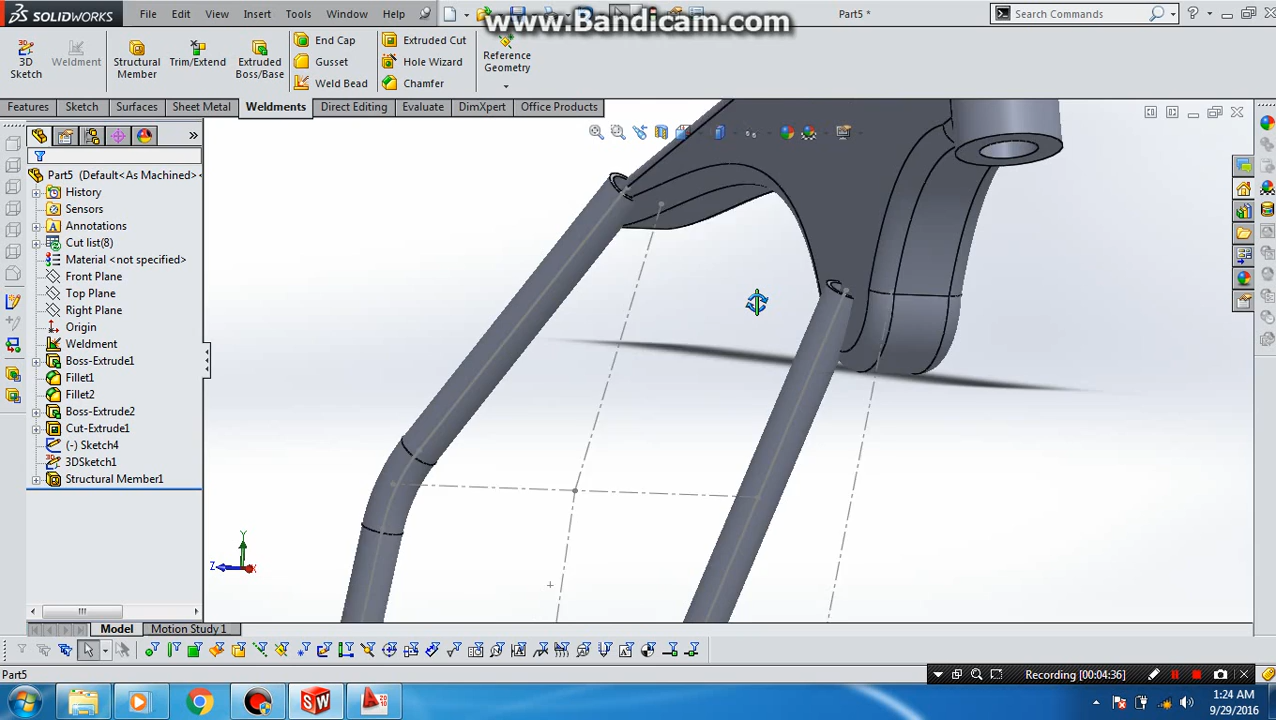 SOLIDWORKS
File Edit View Insert Tools Window Help
www.Bandicam.com
Part5 *
Search Commands
3D Sketch
Weldment
Structural Member
Trim/Extend
Extruded Boss/Base
End Cap
Gusset
Weld Bead
Extruded Cut
Hole Wizard
Chamfer
Reference Geometry
Features Sketch Surfaces Sheet Metal Weldments Direct Editing Evaluate DimXpert Office Products
Part5 (Default<As Machined><
History
Sensors
Annotations
Cut list(8)
Material <not specified>
Front Plane
Top Plane
Right Plane
Origin
Weldment
Boss-Extrude1
Fillet1
Fillet2
Boss-Extrude2
Cut-Extrude1
(-) Sketch4
3DSketch1
Structural Member1
Y
Z
X
Model Motion Study 1
Part5
Recording [00:04:36]
1:24 AM
9/29/2016